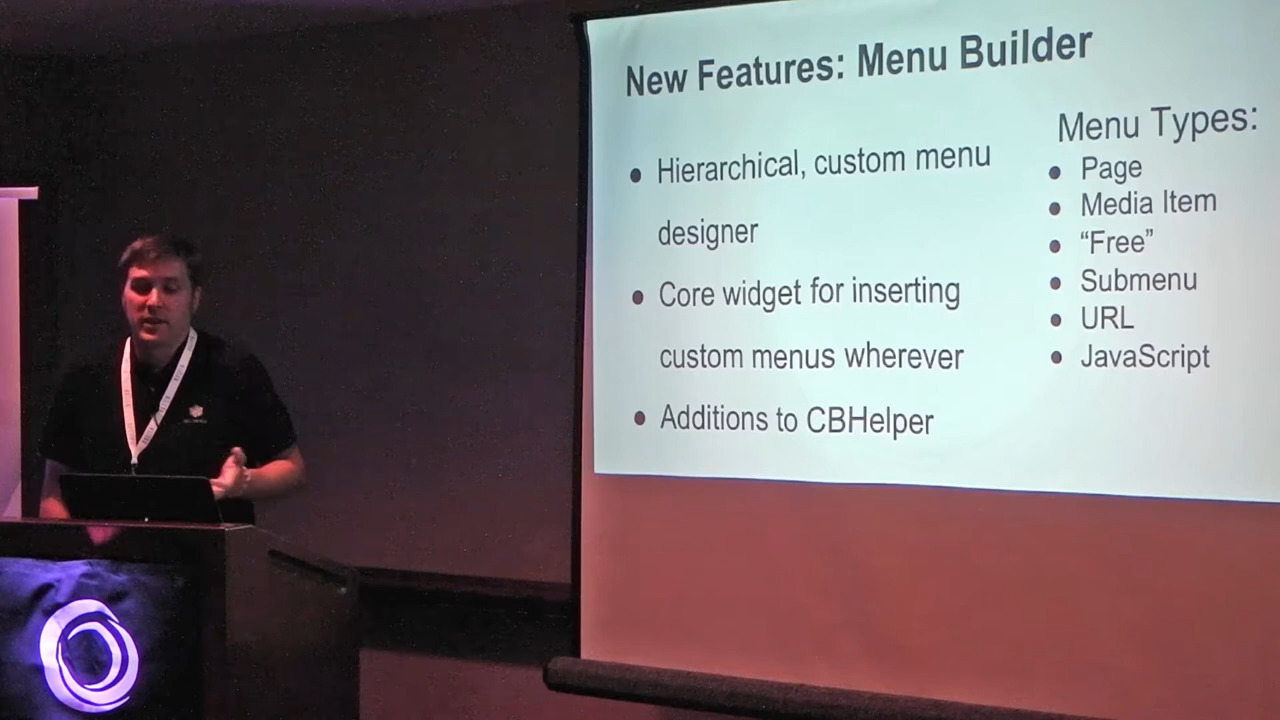 New Features: Menu Builder
Hierarchical, custom menu
designer
Core widget for inserting
custom menus wherever
Additions to CBHelper
Menu Types:
Page
Media Item
“Free”
Submenu
URL
JavaScript